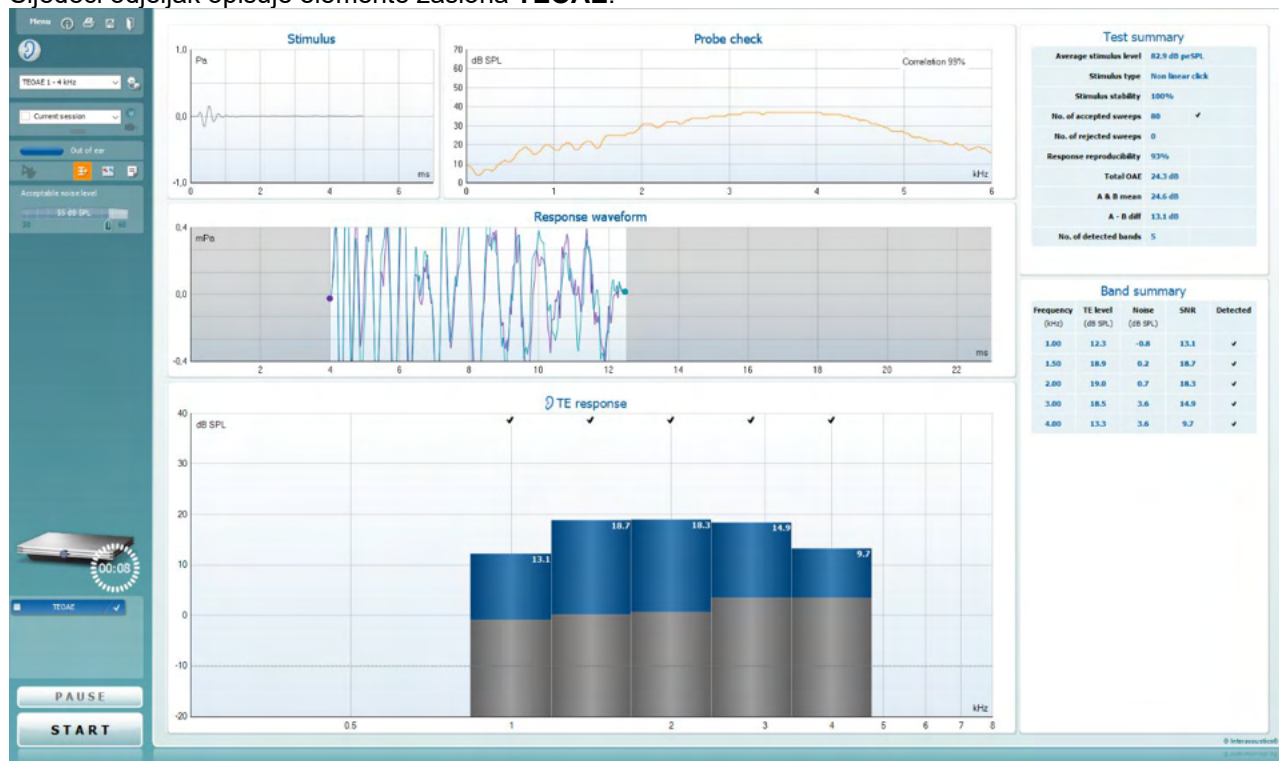 Sljedeći odjeljak opisuje elemente zaslona TEOAE.
Menu
TEOAE 1 - 4 kHz
Current session
Out of ear
Acceptable noise level
55 dB SPL
30 60
00:08
TEOAE
PAUSE
START
Stimulus
Pa
1,0
0,0
-1,0
0 2 4 6
ms
Probe check
dB SPL
Correlation 99%
70
60
50
40
30
20
10
0
kHz
0 1 2 3 4 5 6
Response waveform
0,4
mPa
0,0
-0,4
ms
2 4 6 8 10 12 14 16 18 20 22
TE response
40
dB SPL
30
20
18.7 18.3 14.9
13.1 9.7
10
0
-10
-20
kHz
0.5 1 2 3 4 5 6 7 8
Test summary
Average stimulus level 82.9 dB peSPL
Stimulus type Non linear click
Stimulus stability 100%
No. of accepted sweeps 80
No. of rejected sweeps 0
Response reproducibility 93%
Total OAE 24.3 dB
A & B mean 24.6 dB
A - B diff 13.1 dB
No. of detected bands 5
Band summary
Frequency TE level Noise SNR Detected
(kHz) (dB SPL) (dB SPL)
1.00 12.3 -0.8 13.1 ✔
1.50 18.9 0.2 18.7 ✔
2.00 19.0 0.7 18.3 ✔
3.00 18.5 3.6 14.9 ✔
4.00 13.3 3.6 9.7 ✔
© Interacoustics®